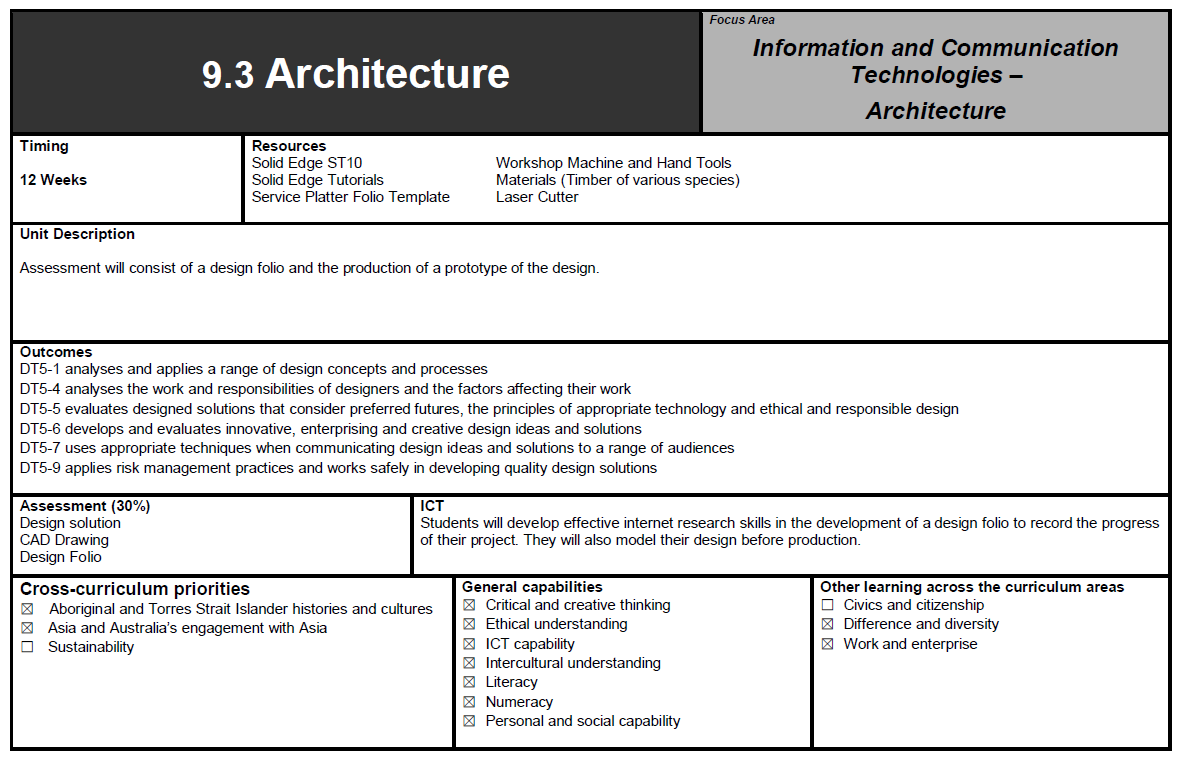 9.3 Architecture
Focus Area
Information and Communication
Technologies –
Architecture
Timing
12 Weeks
Resources
Solid Edge ST10
Solid Edge Tutorials
Service Platter Folio Template
Workshop Machine and Hand Tools
Materials (Timber of various species)
Laser Cutter
Unit Description
Assessment will consist of a design folio and the production of a prototype of the design.
Outcomes
DT5-1 analyses and applies a range of design concepts and processes
DT5-4 analyses the work and responsibilities of designers and the factors affecting their work
DT5-5 evaluates designed solutions that consider preferred futures, the principles of appropriate technology and ethical and responsible design
DT5-6 develops and evaluates innovative, enterprising and creative design ideas and solutions
DT5-7 uses appropriate techniques when communicating design ideas and solutions to a range of audiences
DT5-9 applies risk management practices and works safely in developing quality design solutions
Assessment (30%)
Design solution
CAD Drawing
Design Folio
ICT
Students will develop effective internet research skills in the development of a design folio to record the progress
of their project. They will also model their design before production.
Cross-curriculum priorities
☒ Aboriginal and Torres Strait Islander histories and cultures
☒ Asia and Australia’s engagement with Asia
☐ Sustainability
General capabilities
☒ Critical and creative thinking
☒ Ethical understanding
☒ ICT capability
☒ Intercultural understanding
☒ Literacy
☒ Numeracy
☒ Personal and social capability
Other learning across the curriculum areas
☐ Civics and citizenship
☒ Difference and diversity
☒ Work and enterprise